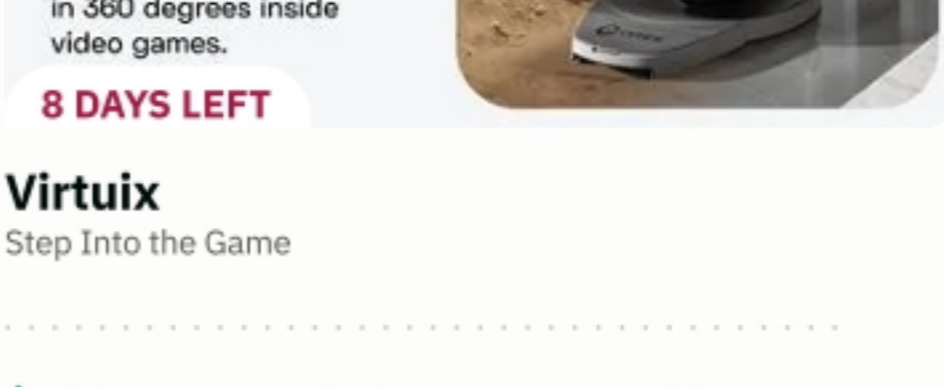 in 360 degrees inside
video games.
8 DAYS LEFT
Virtuix
Step Into the Game